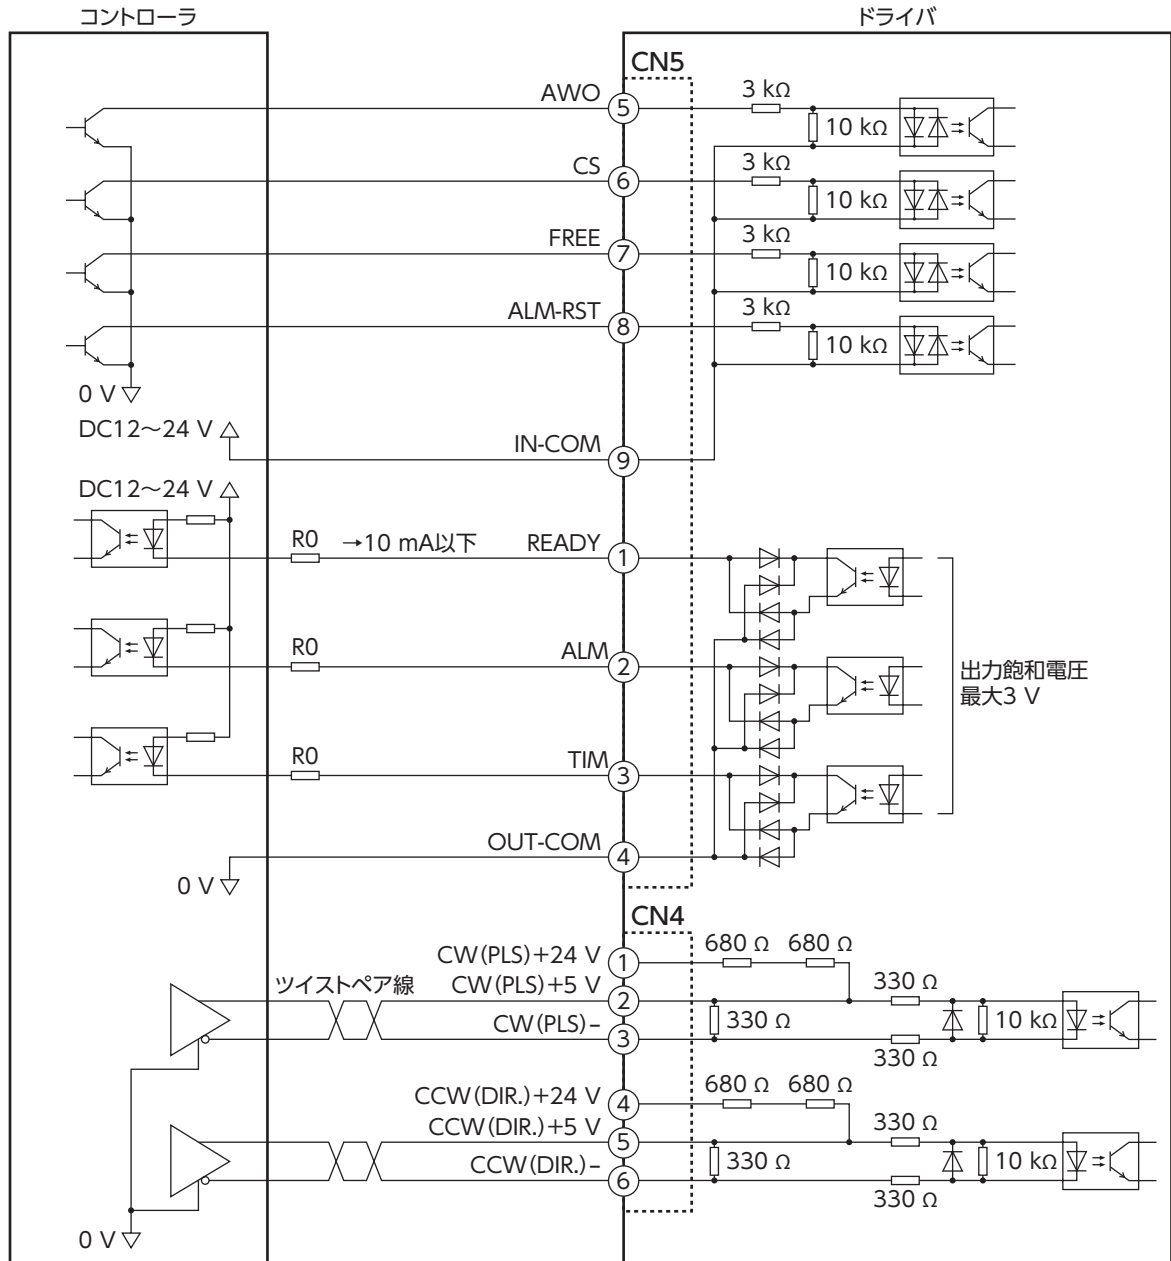 コントローラ
ドライバ
CN5
AWO
5
3 kΩ
10 kΩ
CS
6
3 kΩ
10 kΩ
FREE
7
3 kΩ
10 kΩ
ALM-RST
8
3 kΩ
10 kΩ
0 V
DC12～24 V
IN-COM
9
DC12～24 V
R0
→10 mA以下
READY
1
R0
ALM
2
出力飽和電圧
最大3 V
R0
TIM
3
OUT-COM
4
0 V
CN4
CW(PLS)+24 V
1
680 Ω
680 Ω
ツイストペア線
CW(PLS)+5 V
2
330 Ω
CW(PLS)-
3
330 Ω
10 kΩ
330 Ω
CCW(DIR.)+24 V
4
680 Ω
680 Ω
CCW(DIR.)+5 V
5
330 Ω
CCW(DIR.)-
6
330 Ω
10 kΩ
330 Ω
0 V